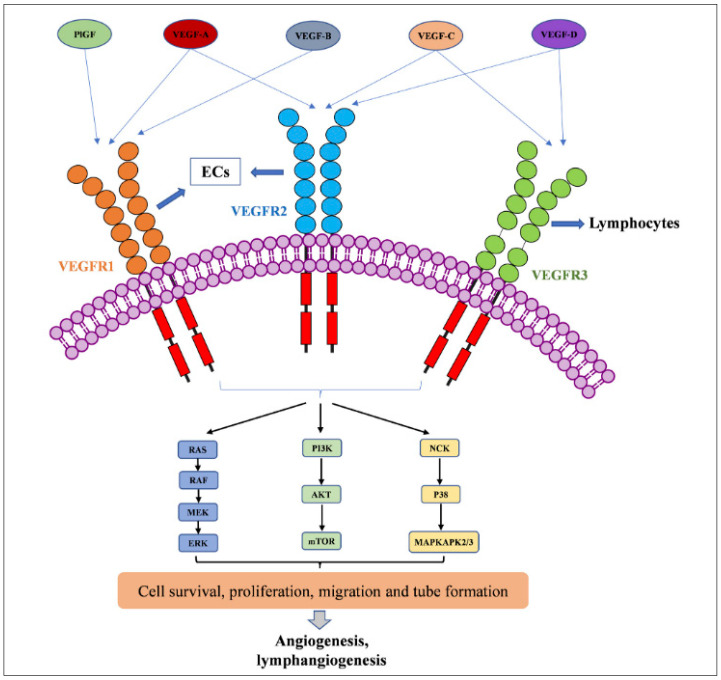 PlGF
VEGF-A
VEGF-B
VEGF-C
VEGF-D
ECs
VEGFR2
Lymphocytes
VEGFR1
VEGFR3
RAS
PI3K
NCK
RAF
AKT
P38
MEK
ERK
mTOR
MAPKAPK2/3
Cell survival, proliferation, migration and tube formation
Angiogenesis,
lymphangiogenesis